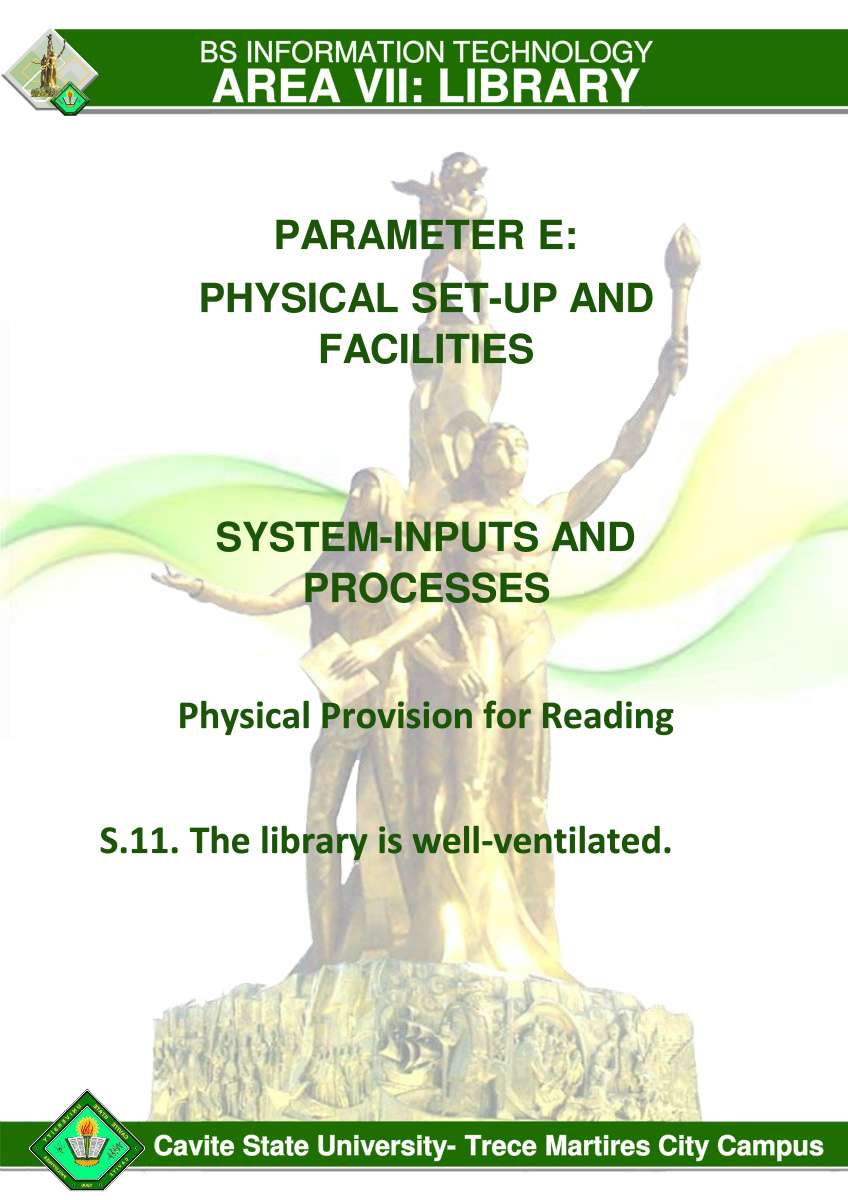 BS INFORMATION TECHNOLOGY
AREA VII: LIBRARY
PARAMETER E:
PHYSICAL SET-UP AND
FACILITIES
SYSTEM-INPUTS AND
PROCESSES
Physical Provision for Reading
S.11. The library is well-ventilated.
Cavite State University- Trece Martires City Campus